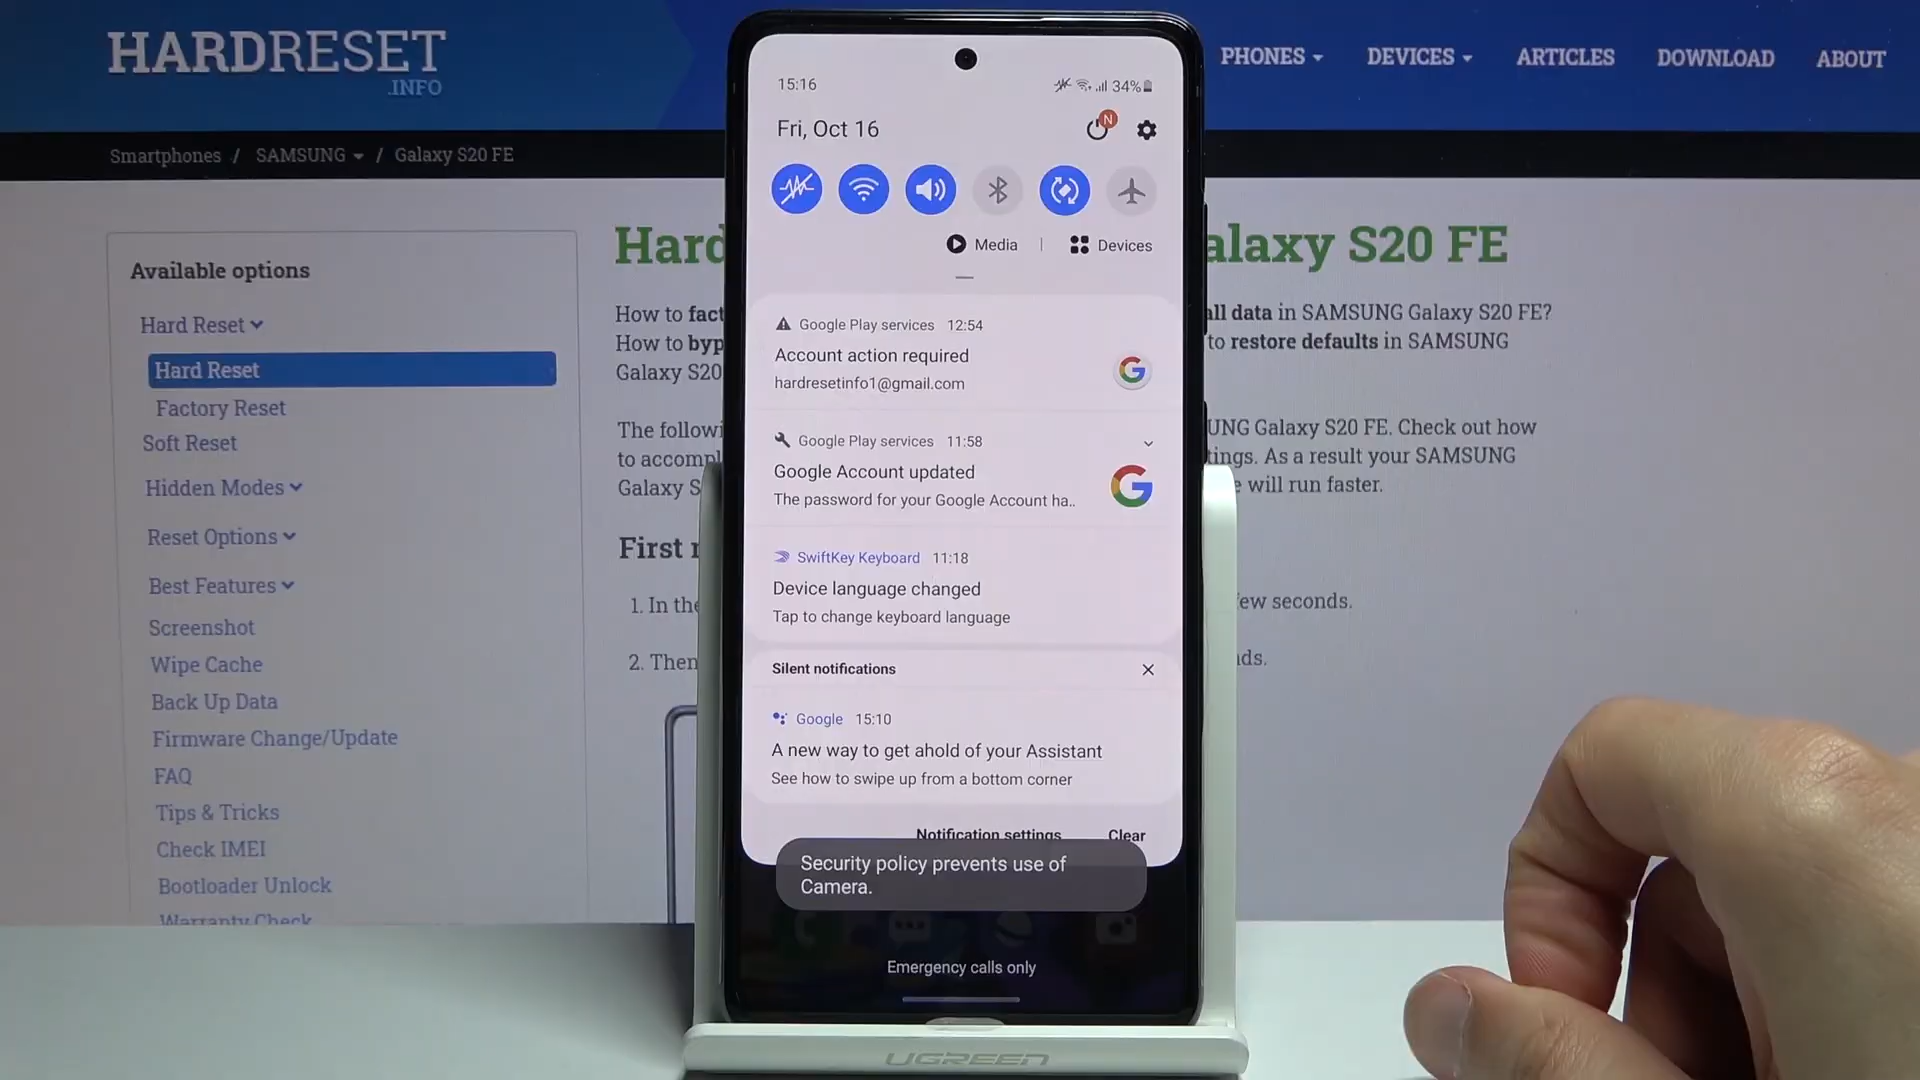 HARDRESET
.INFO
PHONES
DEVICES
ARTICLES
DOWNLOAD
ABOUT
Smartphones / SAMSUNG / Galaxy S20 FE
Available options
Hard Reset
Hard Reset
Factory Reset
Soft Reset
Hidden Modes
Reset Options
Best Features
Screenshot
Wipe Cache
Back Up Data
Firmware Change/Update
FAQ
Tips & Tricks
Check IMEI
Bootloader Unlock
Warranty Check
Hard
alaxy S20 FE
How to fact
all data in SAMSUNG Galaxy S20 FE?
How to byp
to restore defaults in SAMSUNG
Galaxy S20
The followi
UNG Galaxy S20 FE. Check out how
to accompl
tings. As a result your SAMSUNG
Galaxy S
e will run faster.
First
1. In the
ew seconds.
2. Then
ds.
15:16
34%
Fri, Oct 16
N
Media | Devices
Google Play services 12:54
Account action required
hardresetinfo1@gmail.com
Google Play services 11:58
Google Account updated
The password for your Google Account ha..
SwiftKey Keyboard 11:18
Device language changed
Tap to change keyboard language
Silent notifications
Google 15:10
A new way to get ahold of your Assistant
See how to swipe up from a bottom corner
Notification settings
Clear
Security policy prevents use of
Camera.
Emergency calls only
UGREEN